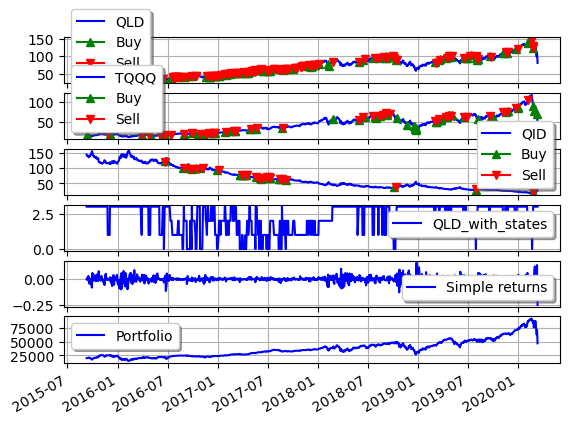 QLD
Buy
Sell
150
100
50
TQQQ
Buy
Sell
100
50
QID
Buy
Sell
150
100
50
QLD_with_states
2.5
0.0
Simple returns
0.00
−0.25
Portfolio
75000
50000
25000
2015-07
2016-01
2016-07
2017-01
2017-07
2018-01
2018-07
2019-01
2019-07
2020-01